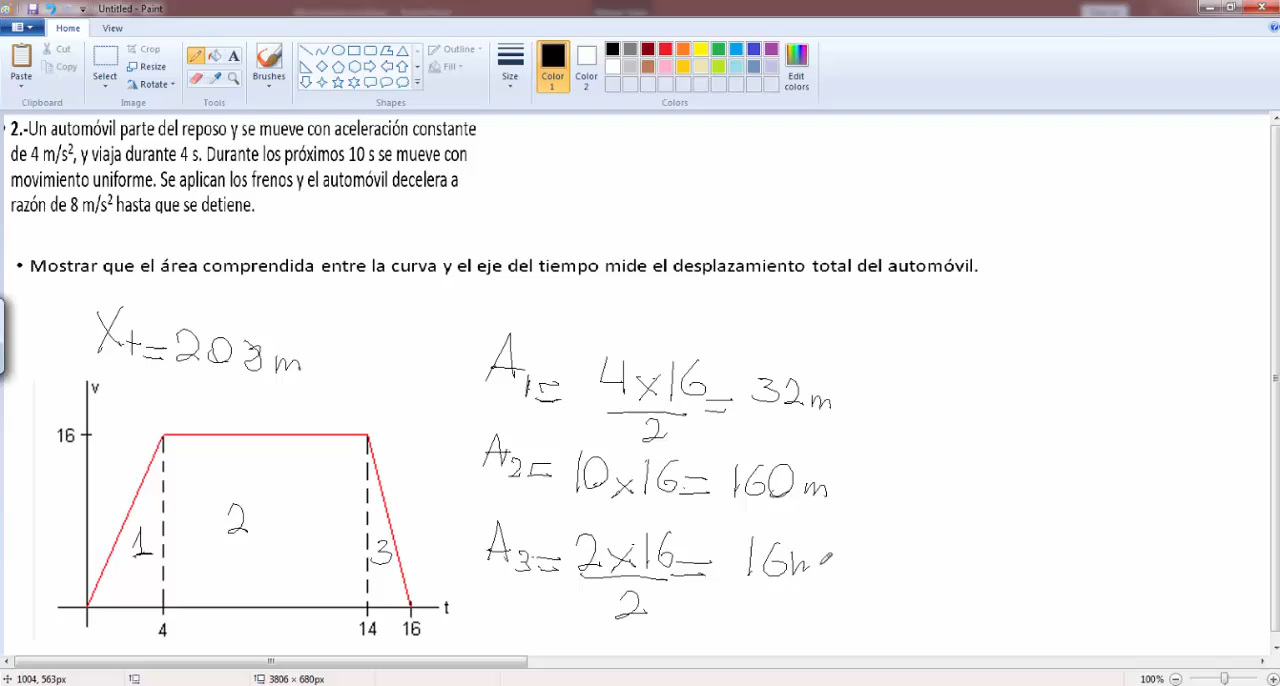 Untitled - Paint
Home View
Paste
Cut
Copy
Clipboard
Select
Crop
Resize
Rotate
Image
Tools
A
Brushes
Shapes
Outline
Fill
Size
Color 1
Color 2
Edit colors
Colors
2.-Un automóvil parte del reposo y se mueve con aceleración constante
de 4 m/s², y viaja durante 4 s. Durante los próximos 10 s se mueve con
movimiento uniforme. Se aplican los frenos y el automóvil decelera a
razón de 8 m/s² hasta que se detiene.
• Mostrar que el área comprendida entre la curva y el eje del tiempo mide el desplazamiento total del automóvil.
Xt=208m
v
16
1
2
3
t
4 14 16
A1= 4x16/2 = 32m
A2= 10x16= 160m
A3= 2x16/2 = 16m
1004, 563px
3806 × 680px
100%